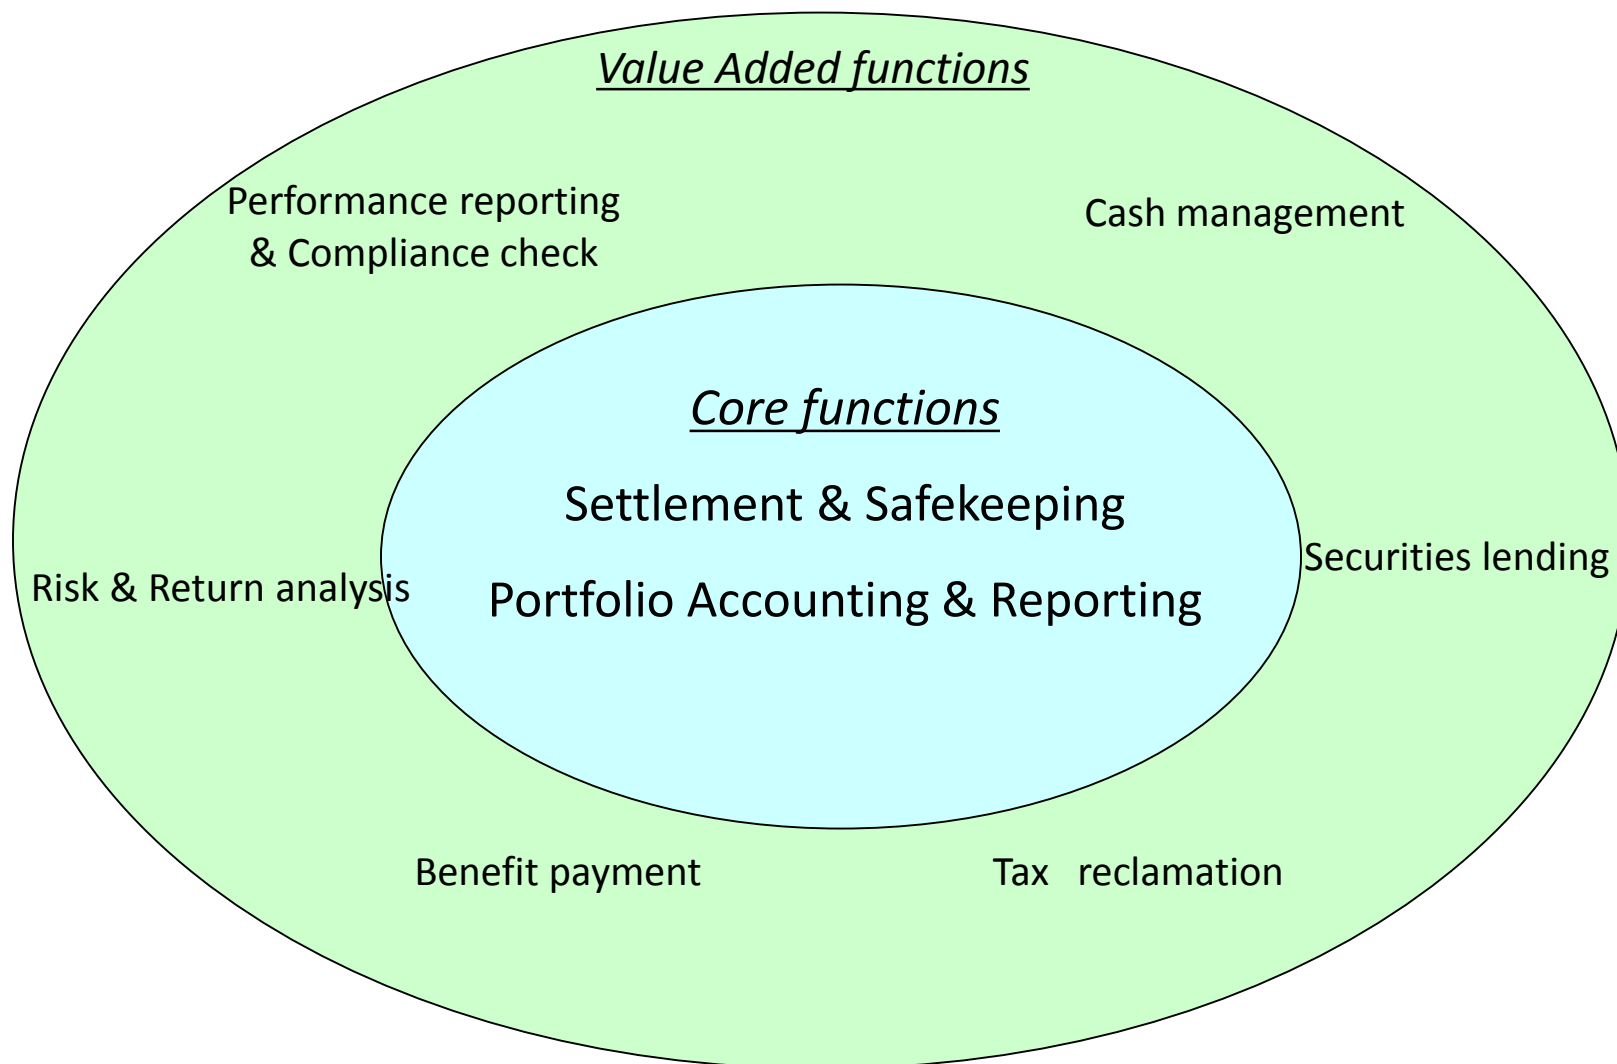 Value Added functions
Performance reporting
& Compliance check
Cash management
Core functions
Settlement & Safekeeping
Portfolio Accounting & Reporting
Risk & Return analysis
Securities lending
Benefit payment
Tax reclamation